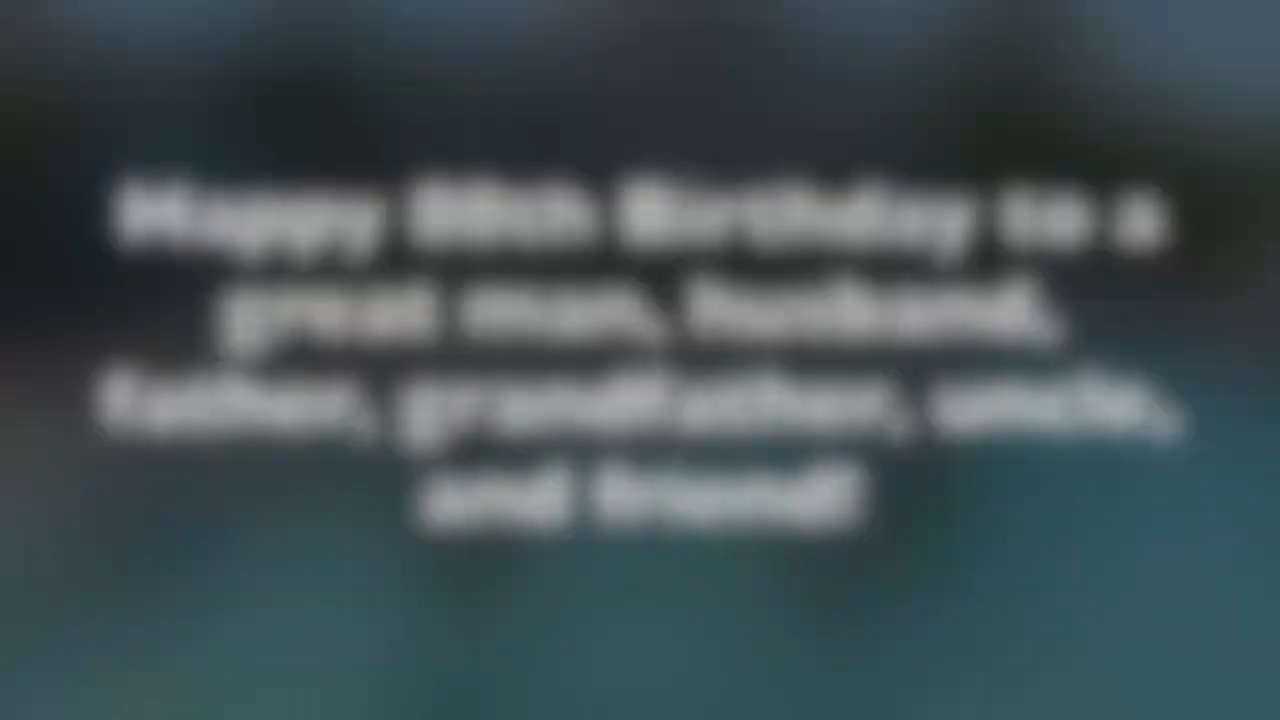 Happy Birthday to a
great man, husband,
father, grandfather, uncle,
and friend!